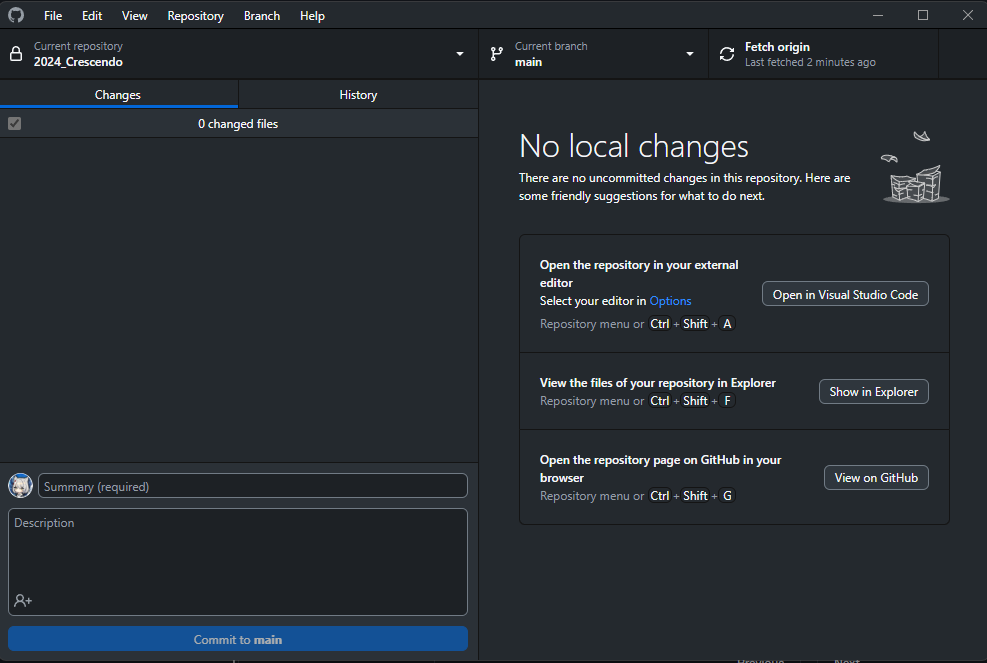 File Edit View Repository Branch Help
Current repository
2024_Crescendo
Current branch
main
Fetch origin
Last fetched 2 minutes ago
Changes
History
0 changed files
No local changes
There are no uncommitted changes in this repository. Here are
some friendly suggestions for what to do next.
Open the repository in your external
editor
Select your editor in Options
Repository menu or Ctrl + Shift + A
Open in Visual Studio Code
View the files of your repository in Explorer
Repository menu or Ctrl + Shift + F
Show in Explorer
Open the repository page on GitHub in your
browser
Repository menu or Ctrl + Shift + G
View on GitHub
Summary (required)
Description
Commit to main